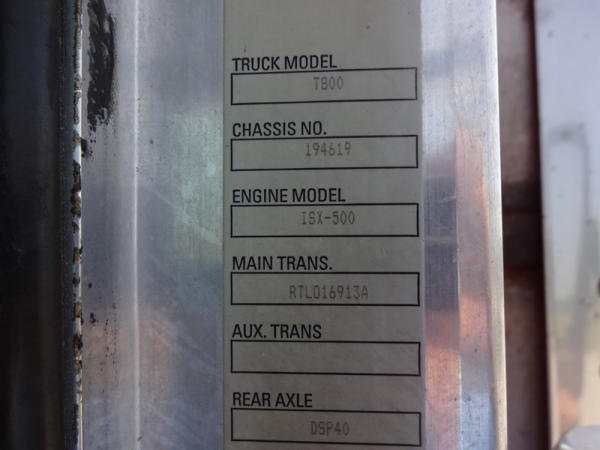 TRUCK MODEL
T800
CHASSIS NO.
194619
ENGINE MODEL
ISX-500
MAIN TRANS.
RTLO16913A
AUX. TRANS
REAR AXLE
DSP40